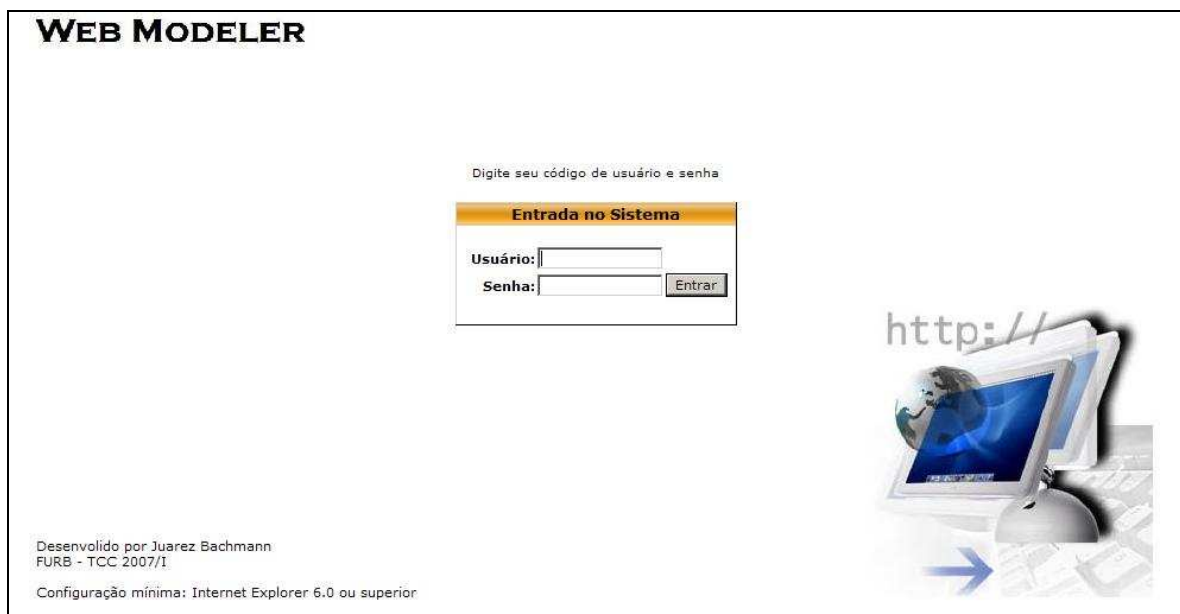 WEB MODELER
Digite seu código de usuário e senha
Entrada no Sistema
Usuário:
Senha:
Entrar
http://
Desenvolido por Juarez Bachmann
FURB - TCC 2007/I
Configuração mínima: Internet Explorer 6.0 ou superior